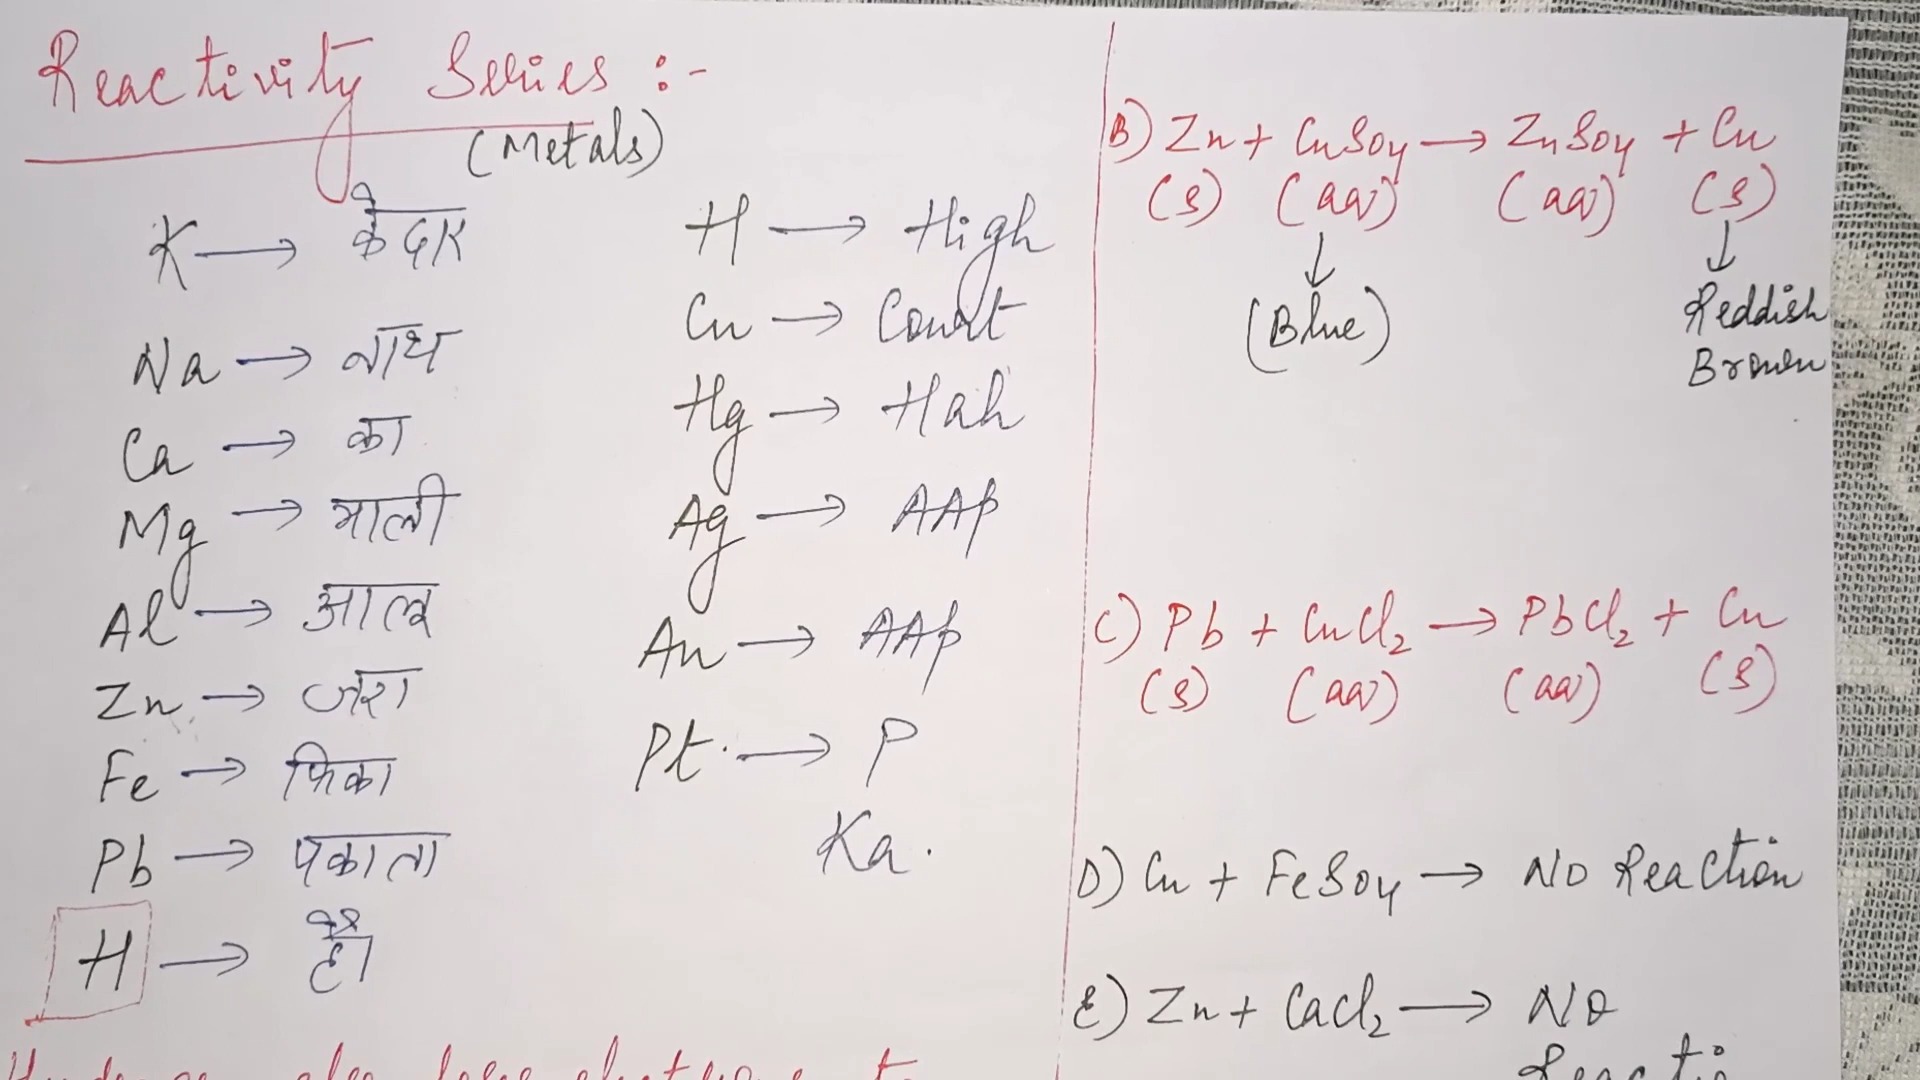 Reactivity Series :-
(Metals)
K → केदार
Na → नाथ
Ca → का
Mg → माली
Al → आलू
Zn → जरा
Fe → फिका
Pb → पकाता
H → है।
H → High
Cu → Court
Hg → Hah
Ag → AAp
Au → AAp
Pt. → P
Ka.
B) Zn + CuSO4 → ZnSO4 + Cu
(s) (aq) (aq) (s)
↓ ↓
(Blue) Reddish
Brown
C) Pb + CuCl2 → PbCl2 + Cu
(s) (aq) (aq) (s)
D) Cu + FeSO4 → NO Reaction
E) Zn + CaCl2 → NO